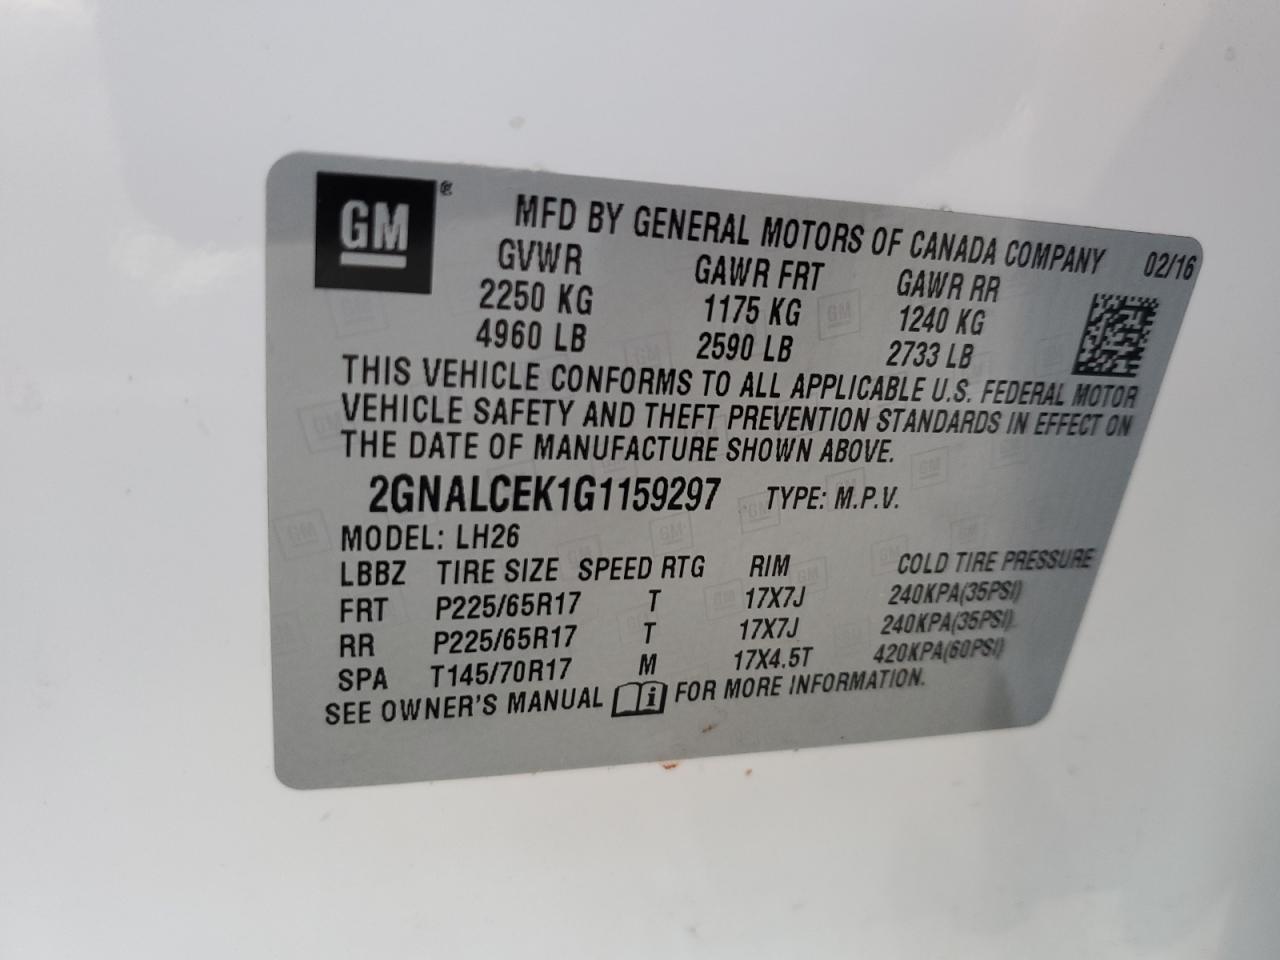 GM ®
MFD BY GENERAL MOTORS OF CANADA COMPANY 02/16
GVWR GAWR FRT GAWR RR
2250 KG 1175 KG 1240 KG
4960 LB 2590 LB 2733 LB
THIS VEHICLE CONFORMS TO ALL APPLICABLE U.S. FEDERAL MOTOR
VEHICLE SAFETY AND THEFT PREVENTION STANDARDS IN EFFECT ON
THE DATE OF MANUFACTURE SHOWN ABOVE.
2GNALCEK1G1159297 TYPE: M.P.V.
MODEL: LH26
LBBZ TIRE SIZE SPEED RTG RIM COLD TIRE PRESSURE
FRT P225/65R17 T 17X7J 240KPA(35PSI)
RR P225/65R17 T 17X7J 240KPA(35PSI)
SPA T145/70R17 M 17X4.5T 420KPA(60PSI)
SEE OWNER'S MANUAL i FOR MORE INFORMATION.